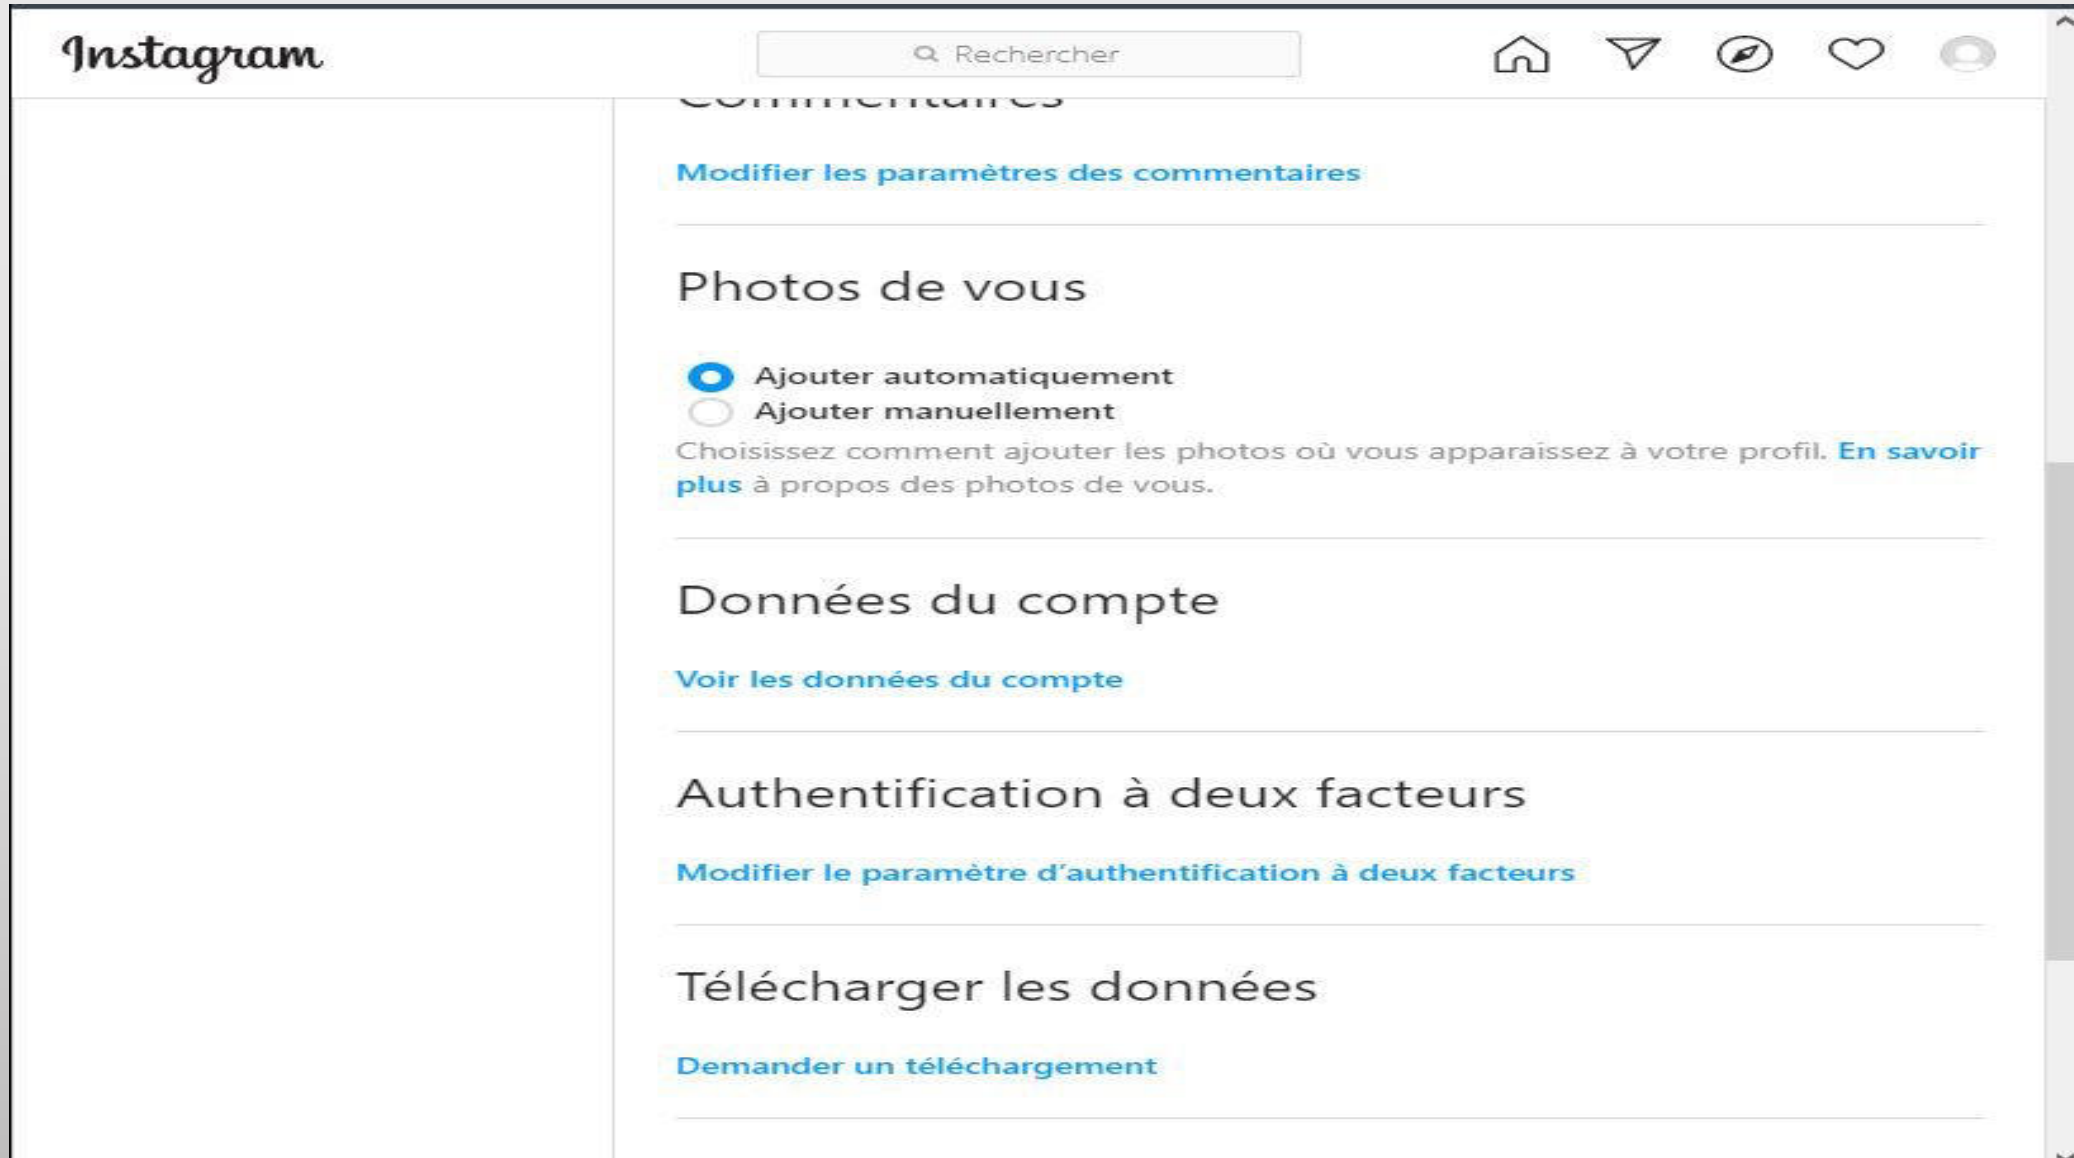 Instagram
Rechercher
Commentaires
Modifier les paramètres des commentaires
Photos de vous
Ajouter automatiquement
Ajouter manuellement
Choisissez comment ajouter les photos où vous apparaissez à votre profil. En savoir
plus à propos des photos de vous.
Données du compte
Voir les données du compte
Authentification à deux facteurs
Modifier le paramètre d'authentification à deux facteurs
Télécharger les données
Demander un téléchargement